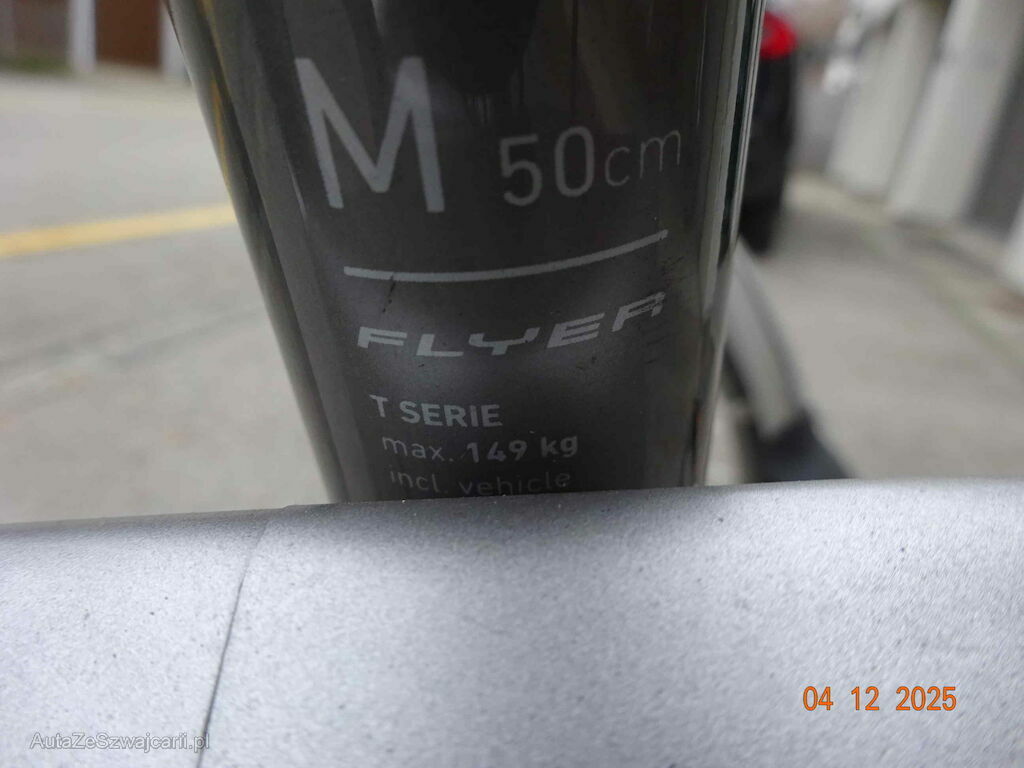 M 50cm
FLYER
T SERIE
max. 149 kg
incl. vehicle
04 12 2025
AutaZeSzwajcarii.pl